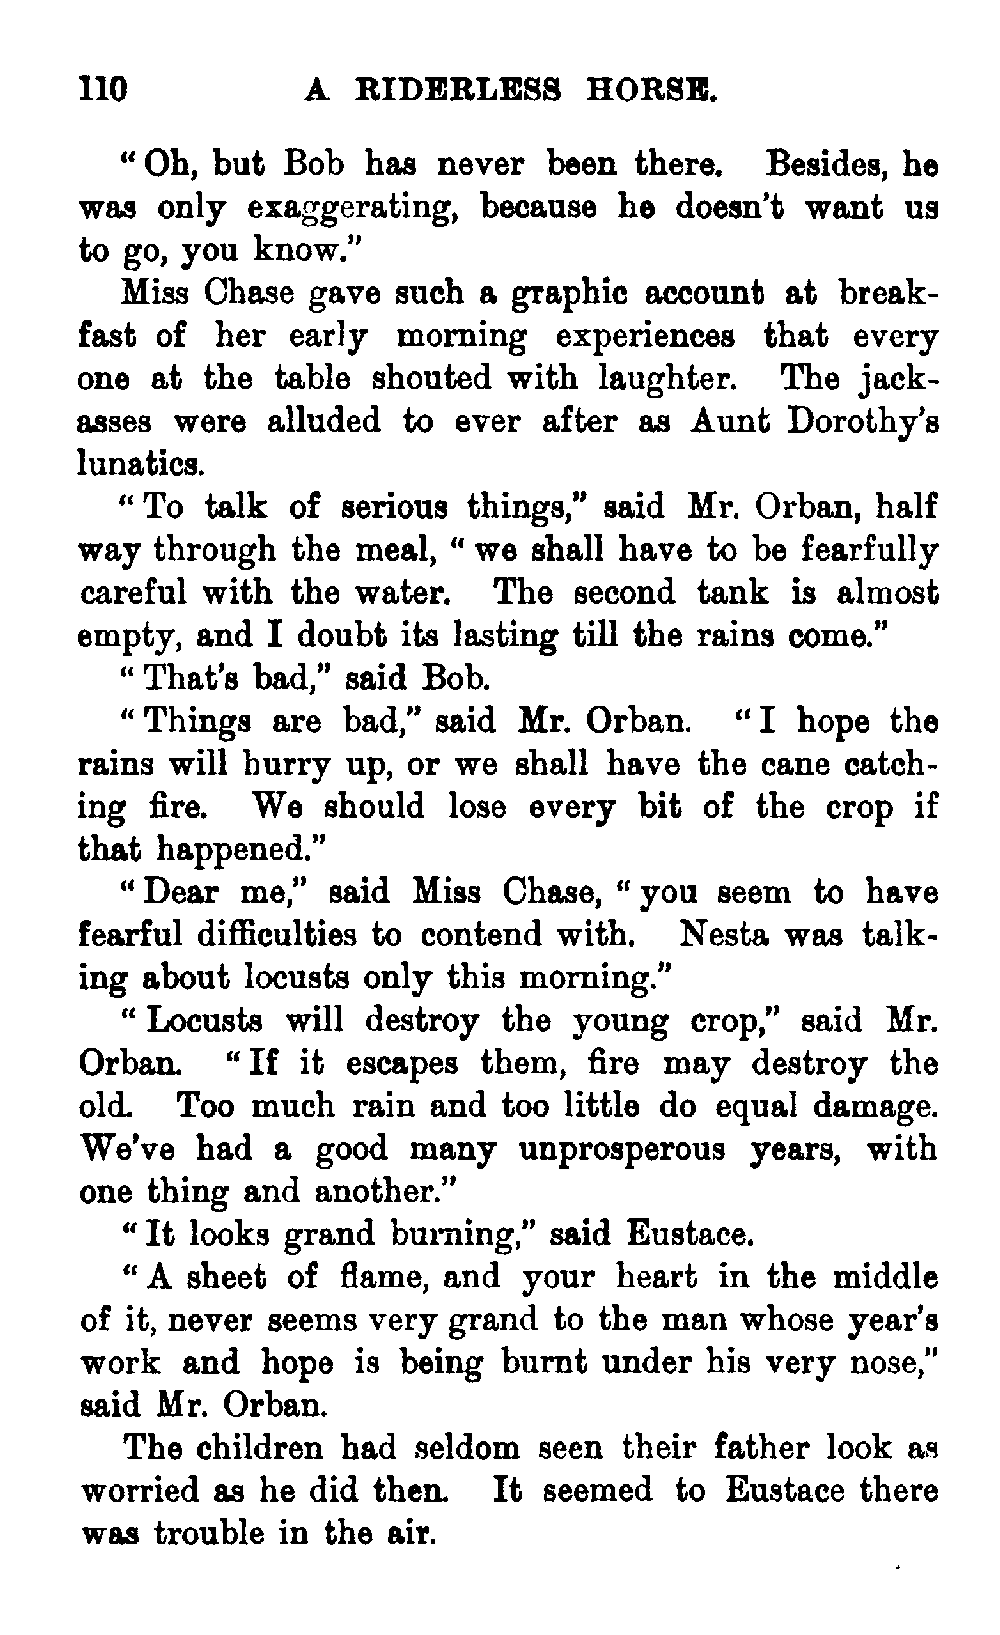 110 A RIDERLESS HORSE.
"Oh, but Bob has never been there. Besides, he
was only exaggerating, because he doesn't want us
to go, you know."
Miss Chase gave such a graphic account at break-
fast of her early morning experiences that every
one at the table shouted with laughter. The jack-
asses were alluded to ever after as Aunt Dorothy's
lunatics.
"To talk of serious things," said Mr. Orban, half
way through the meal, "we shall have to be fearfully
careful with the water. The second tank is almost
empty, and I doubt its lasting till the rains come."
"That's bad," said Bob.
"Things are bad," said Mr. Orban. "I hope the
rains will hurry up, or we shall have the cane catch-
ing fire. We should lose every bit of the crop if
that happened."
"Dear me," said Miss Chase, "you seem to have
fearful difficulties to contend with. Nesta was talk-
ing about locusts only this morning."
"Locusts will destroy the young crop," said Mr.
Orban. "If it escapes them, fire may destroy the
old. Too much rain and too little do equal damage.
We've had a good many unprosperous years, with
one thing and another."
"It looks grand burning," said Eustace.
"A sheet of flame, and your heart in the middle
of it, never seems very grand to the man whose year's
work and hope is being burnt under his very nose,"
said Mr. Orban.
The children had seldom seen their father look as
worried as he did then. It seemed to Eustace there
was trouble in the air.